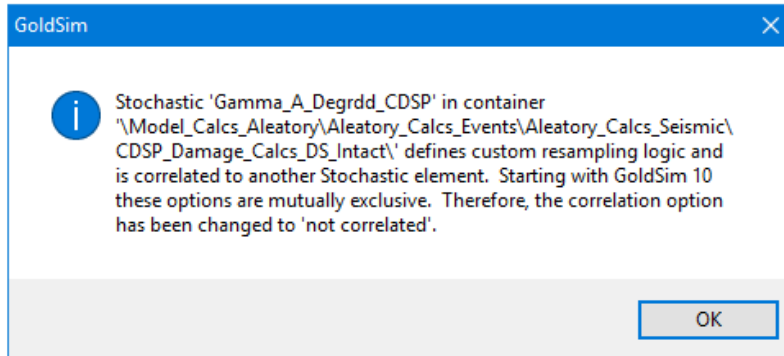 GoldSim
Stochastic 'Gamma_A_Degrdd_CDSP' in container
'\Model_Calcs_Aleatory\Aleatory_Calcs_Events\Aleatory_Calcs_Seismic\
CDSP_Damage_Calcs_DS_Intact\' defines custom resampling logic and
is correlated to another Stochastic element.  Starting with GoldSim 10
these options are mutually exclusive.  Therefore, the correlation option
has been changed to 'not correlated'.
OK